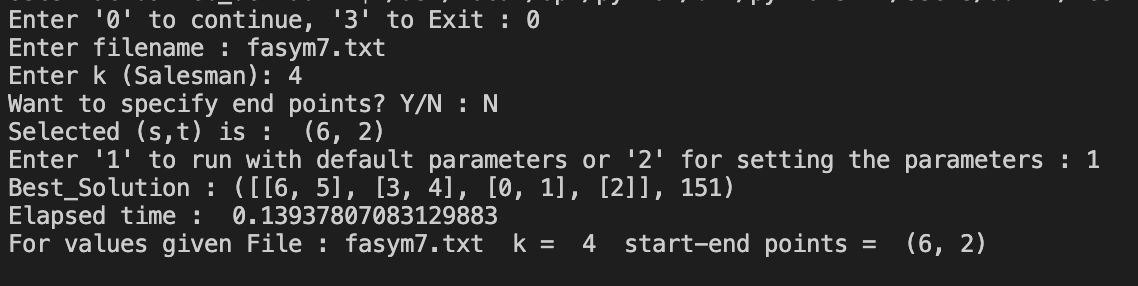 Enter '0' to continue, '3' to Exit : 0
Enter filename : fasym7.txt
Enter k (Salesman): 4
Want to specify end points? Y/N : N
Selected (s,t) is :  (6, 2)
Enter '1' to run with default parameters or '2' for setting the parameters : 1
Best_Solution : ([[6, 5], [3, 4], [0, 1], [2]], 151)
Elapsed time :  0.13937807083129883
For values given File : fasym7.txt  k =  4  start-end points =  (6, 2)